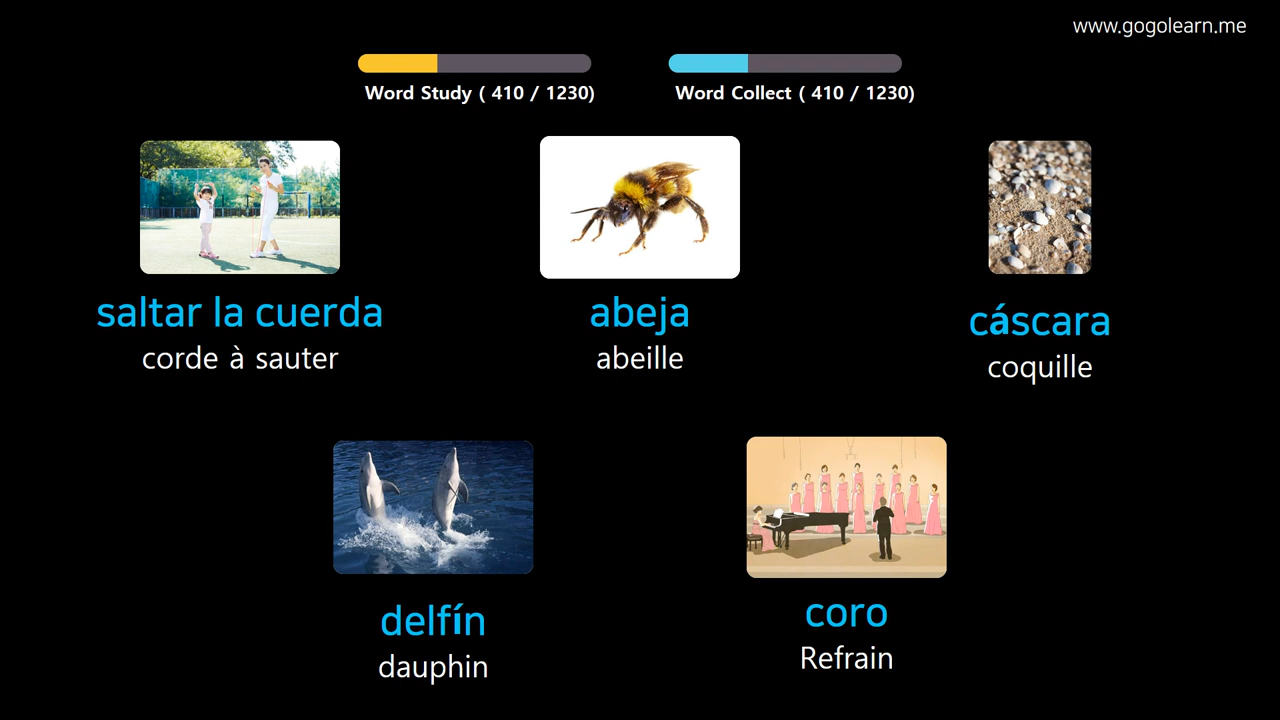 www.gogolearn.me
Word Study ( 410 / 1230)
Word Collect ( 410 / 1230)
saltar la cuerda
corde à sauter
abeja
abeille
cáscara
coquille
delfín
dauphin
coro
Refrain